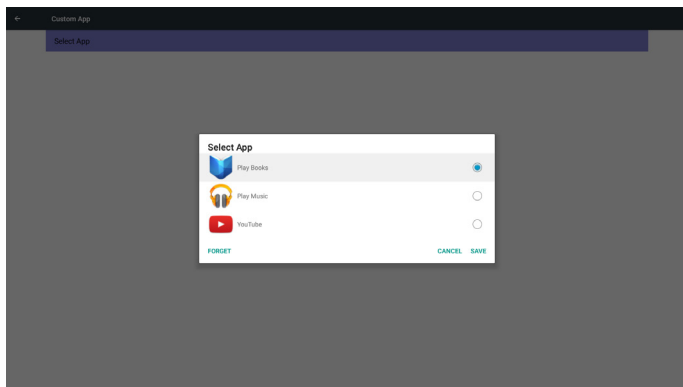 Custom App
Select App
Select App
Play Books
Play Music
YouTube
FORGET CANCEL SAVE